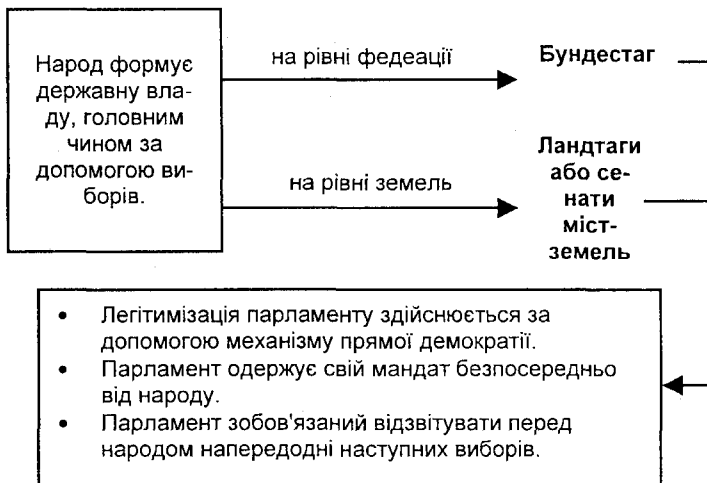 Народ формує
державну вла-
ду, головним
чином за
допомогою ви-
борів.
на рівні федеації
Бундестаг
на рівні земель
Ландтаги
або се-
нати
міст-
земель
• Легітимізація парламенту здійснюється за
допомогою механізму прямої демократії.
• Парламент одержує свій мандат безпосередньо
від народу.
• Парламент зобов'язаний відзвітувати перед
народом напередодні наступних виборів.